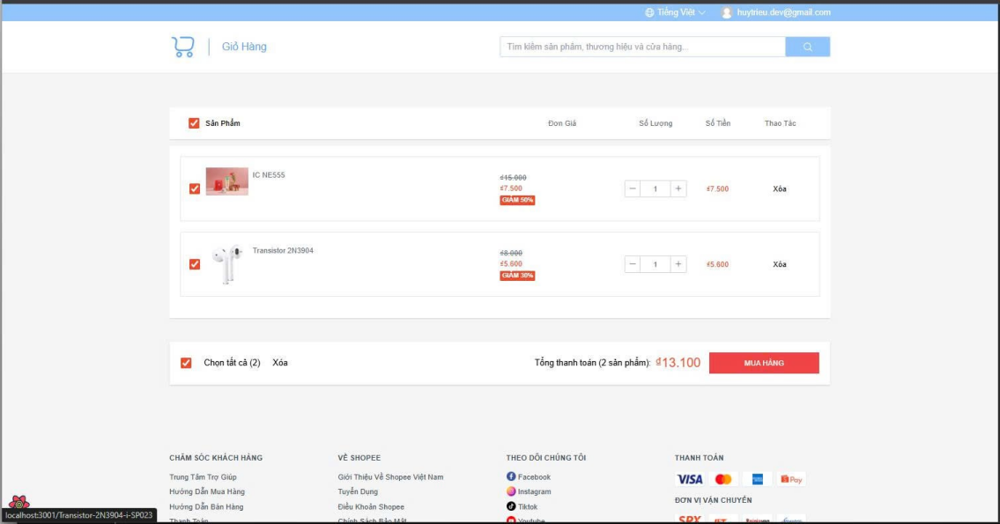 Tiếng Việt huytrieu.dev@gmail.com
Giỏ Hàng
Tìm kiếm sản phẩm, thương hiệu và cửa hàng...
Sản Phẩm Đơn Giá Số Lượng Số Tiền Thao Tác
IC NE555
₫15.000
₫7.500
GIẢM 50%
1
₫7.500
Xóa
Transistor 2N3904
₫8.000
₫5.600
GIẢM 30%
1
₫5.600
Xóa
Chọn tất cả (2) Xóa Tổng thanh toán (2 sản phẩm): ₫13.100 MUA HÀNG
CHĂM SÓC KHÁCH HÀNG
Trung Tâm Trợ Giúp
Hướng Dẫn Mua Hàng
Hướng Dẫn Bán Hàng
Thanh Toán
VỀ SHOPEE
Giới Thiệu Về Shopee Việt Nam
Tuyển Dụng
Điều Khoản Shopee
Chính Sách Bảo Mật
THEO DÕI CHÚNG TÔI
Facebook
Instagram
Tiktok
Youtube
THANH TOÁN
VISA
Pay
ĐƠN VỊ VẬN CHUYỂN
SPX
localhost:3001/Transistor-2N3904-i-SP023